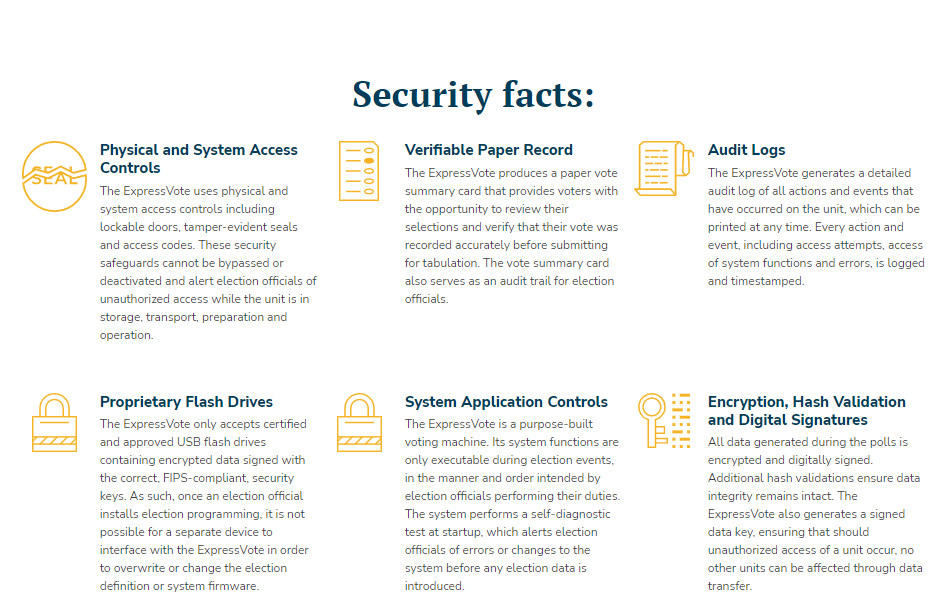 Security facts:
SEAL
Physical and System Access
Controls
The ExpressVote uses physical and
system access controls including
lockable doors, tamper-evident seals
and access codes. These security
safeguards cannot be bypassed or
deactivated and alert election officials of
unauthorized access while the unit is in
storage, transport, preparation and
operation.
Verifiable Paper Record
The ExpressVote produces a paper vote
summary card that provides voters with
the opportunity to review their
selections and verify that their vote was
recorded accurately before submitting
for tabulation. The vote summary card
also serves as an audit trail for election
officials.
Audit Logs
The ExpressVote generates a detailed
audit log of all actions and events that
have occurred on the unit, which can be
printed at any time. Every action and
event, including access attempts, access
of system functions and errors, is logged
and timestamped.
Proprietary Flash Drives
The ExpressVote only accepts certified
and approved USB flash drives
containing encrypted data signed with
the correct, FIPS-compliant, security
keys. As such, once an election official
installs election programming, it is not
possible for a separate device to
interface with the ExpressVote in order
to overwrite or change the election
definition or system firmware.
System Application Controls
The ExpressVote is a purpose-built
voting machine. Its system functions are
only executable during election events,
in the manner and order intended by
election officials performing their duties.
The system performs a self-diagnostic
test at startup, which alerts election
officials of errors or changes to the
system before any election data is
introduced.
Encryption, Hash Validation
and Digital Signatures
All data generated during the polls is
encrypted and digitally signed.
Additional hash validations ensure data
integrity remains intact. The
ExpressVote also generates a signed
data key, ensuring that should
unauthorized access of a unit occur, no
other units can be affected through data
transfer.